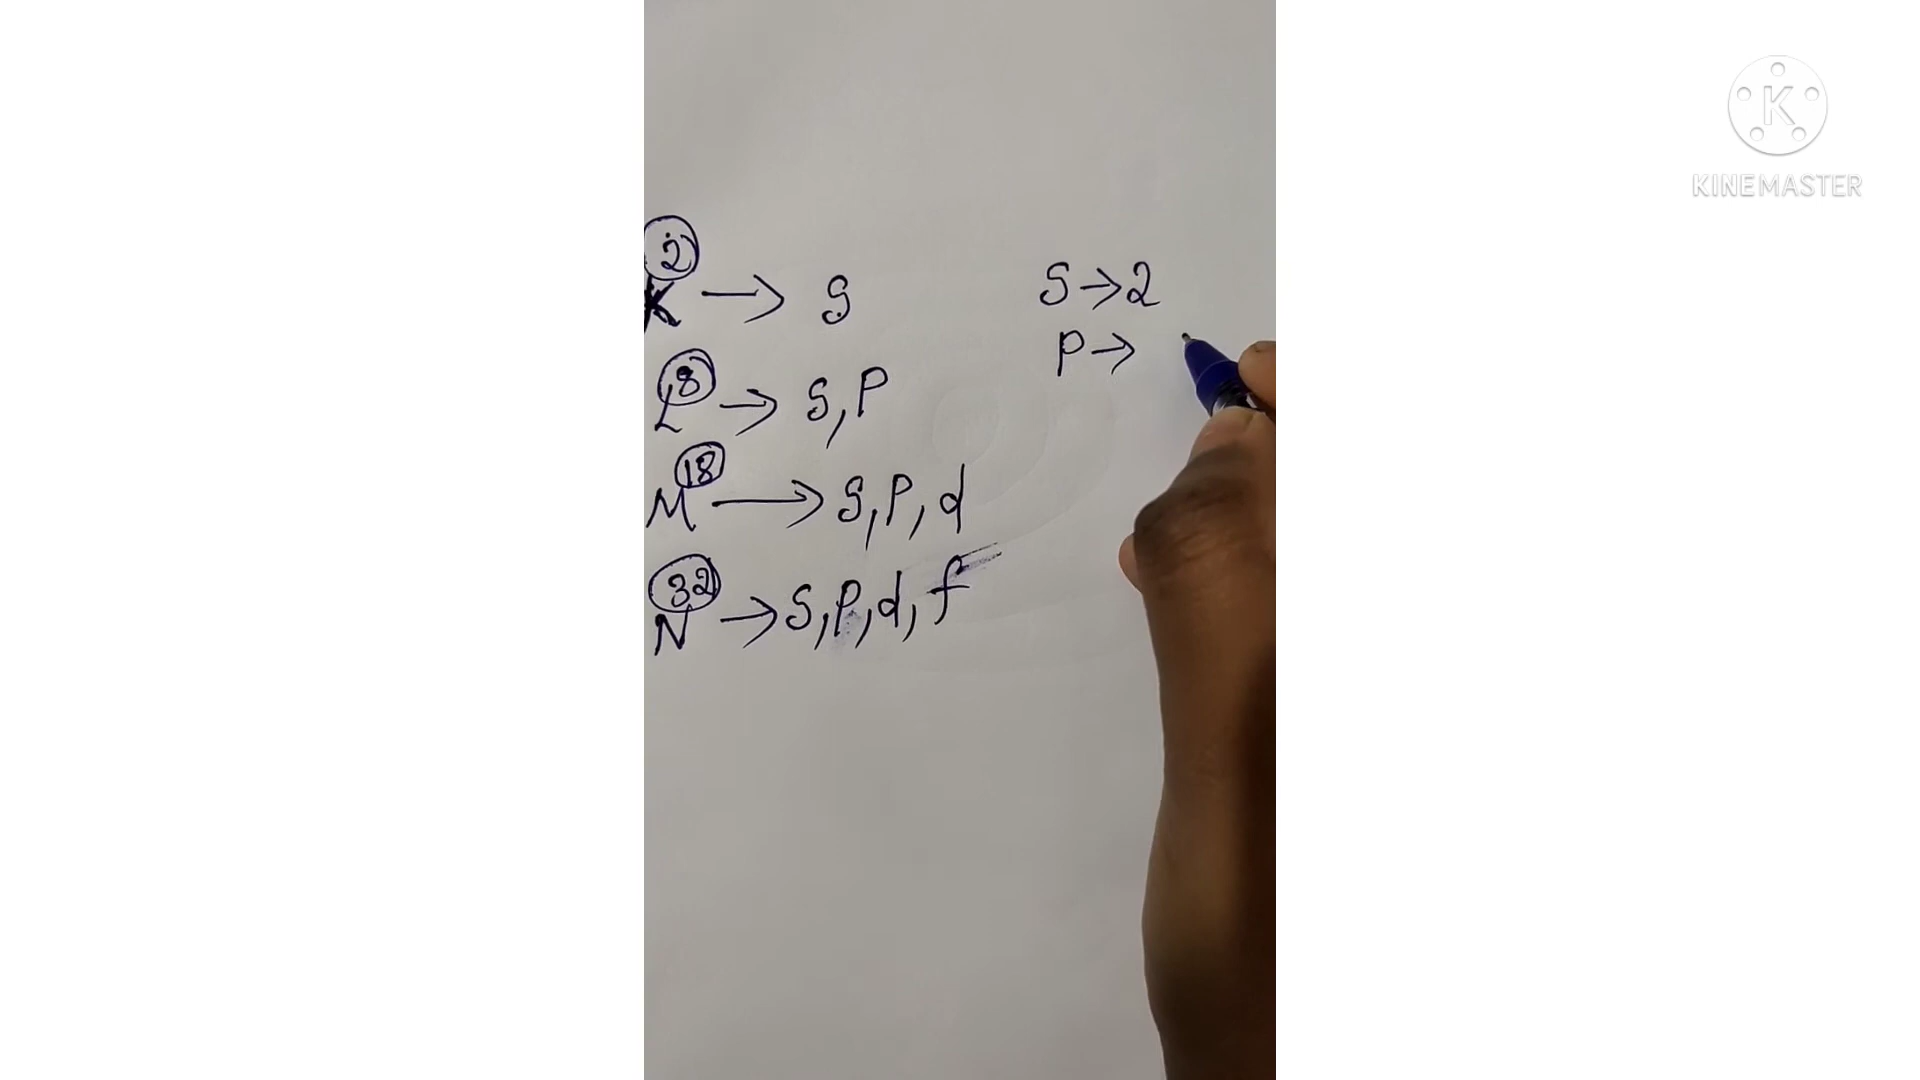 2
K → S
8
L → S, P
18
M → S, P, d
32
N → S, P, d, f
S → 2
P →
K
KINEMASTER